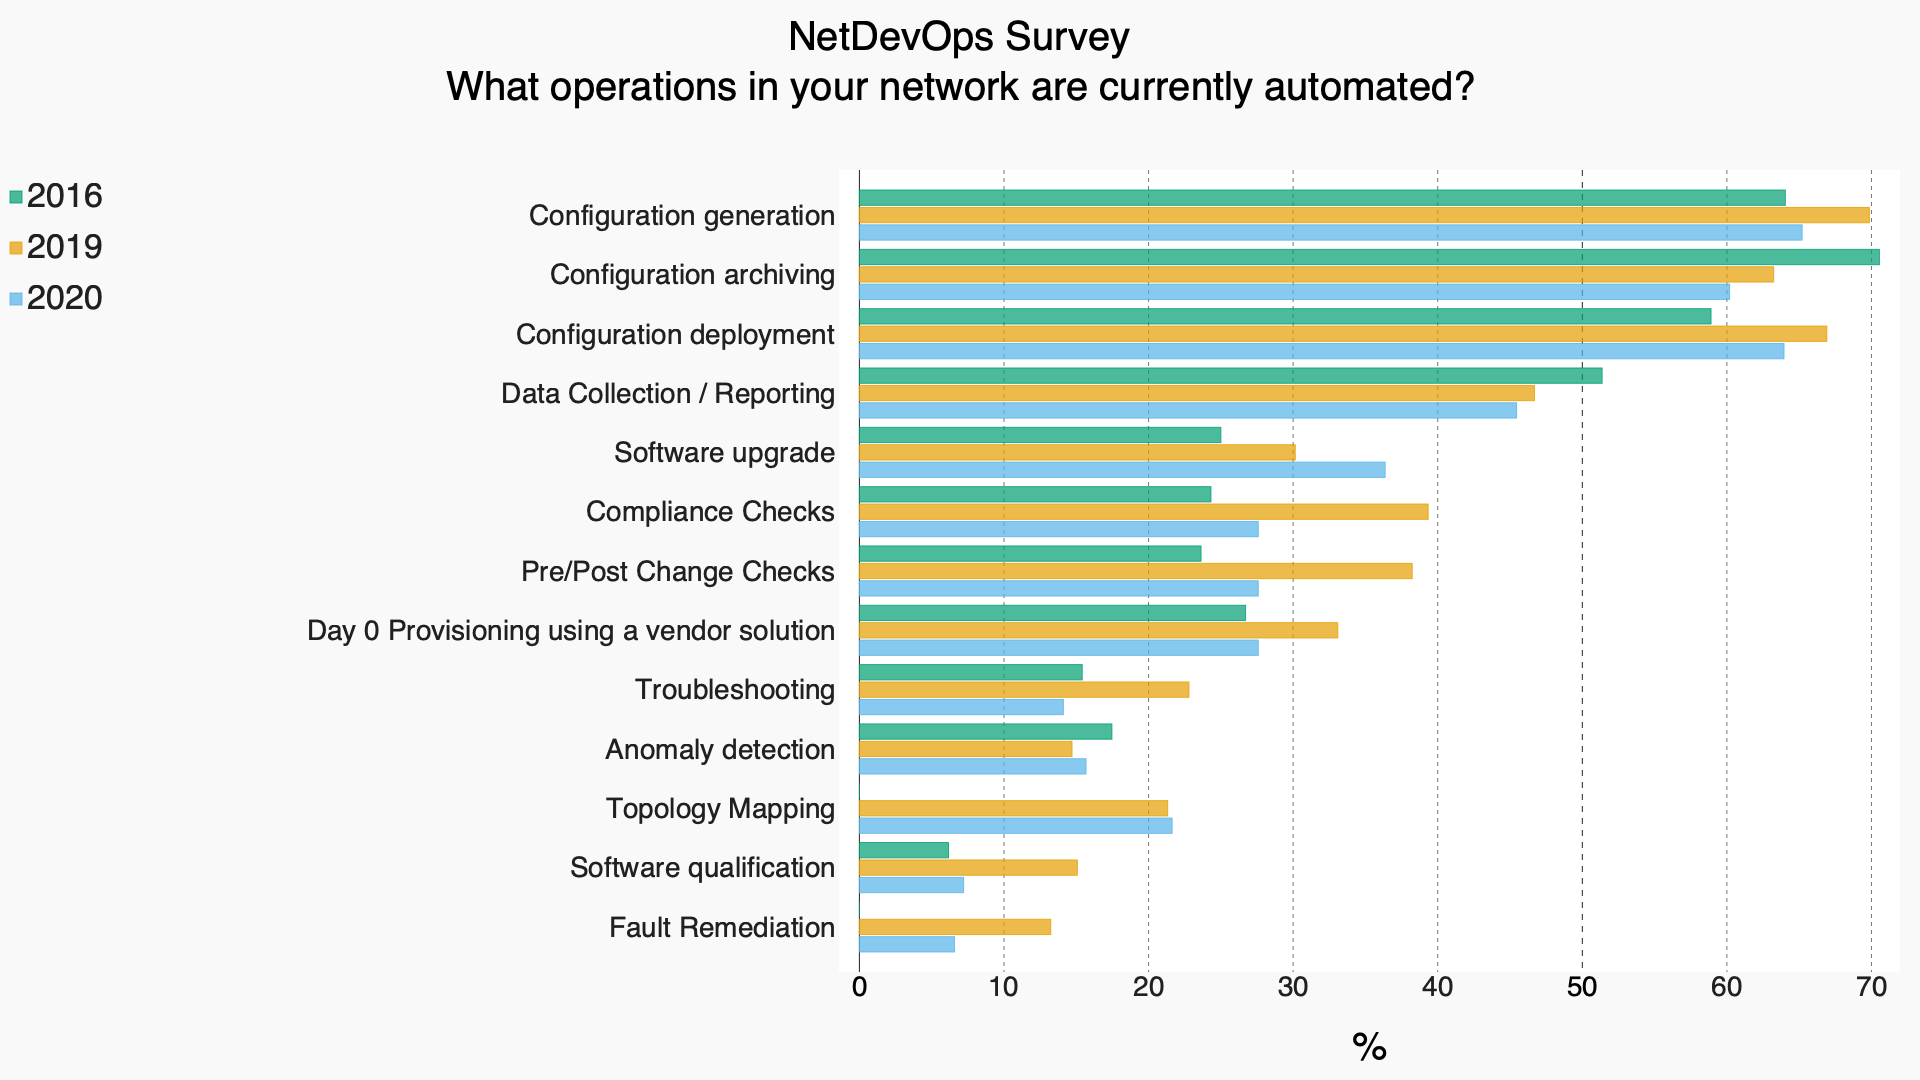 NetDevOps Survey
What operations in your network are currently automated?
2016
2019
2020
Configuration generation
Configuration archiving
Configuration deployment
Data Collection / Reporting
Software upgrade
Compliance Checks
Pre/Post Change Checks
Day 0 Provisioning using a vendor solution
Troubleshooting
Anomaly detection
Topology Mapping
Software qualification
Fault Remediation
0 10 20 30 40 50 60 70
%